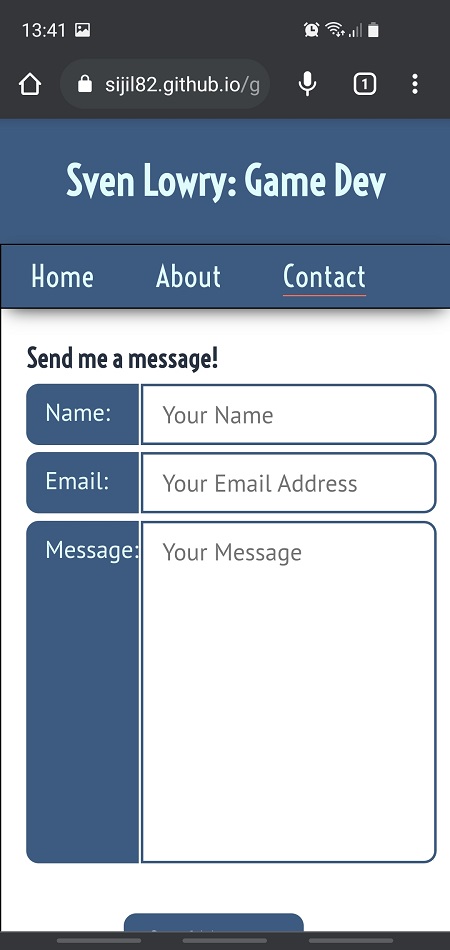 13:41
sijil82.github.io/g
1
Sven Lowry: Game Dev
Home About Contact
Send me a message!
Name: Your Name
Email: Your Email Address
Message: Your Message